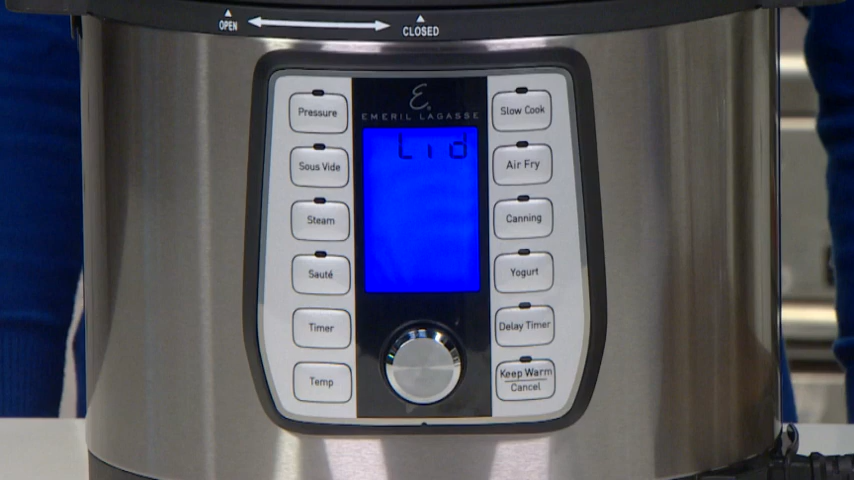 OPEN
CLOSED
E
EMERIL LAGASSE
Lid
Pressure
Sous Vide
Steam
Sauté
Timer
Temp
Slow Cook
Air Fry
Canning
Yogurt
Delay Timer
Keep Warm
Cancel